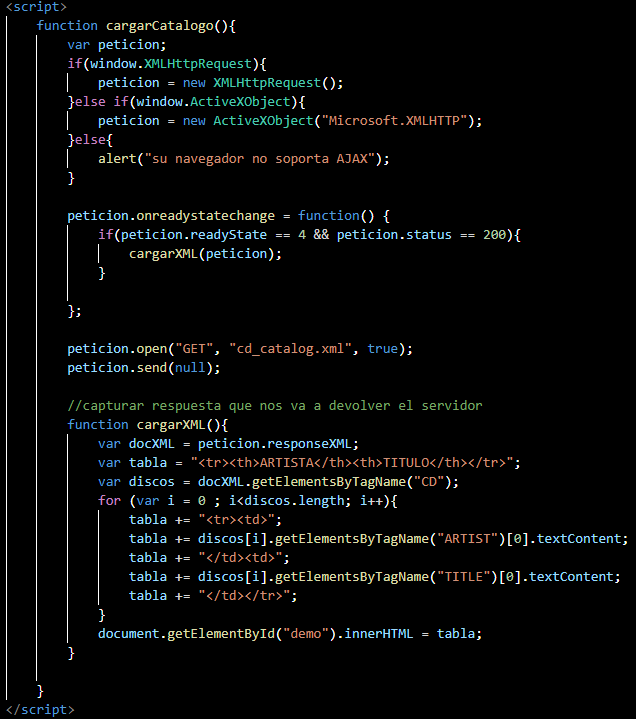 <script>
function cargarCatalogo(){
var peticion;
if(window.XMLHttpRequest){
peticion = new XMLHttpRequest();
}else if(window.ActiveXObject){
peticion = new ActiveXObject("Microsoft.XMLHTTP");
}else{
alert("su navegador no soporta AJAX");
}
peticion.onreadystatechange = function() {
if(peticion.readyState == 4 && peticion.status == 200){
cargarXML(peticion);
}
};
peticion.open("GET", "cd_catalog.xml", true);
peticion.send(null);
//capturar respuesta que nos va a devolver el servidor
function cargarXML(){
var docXML = peticion.responseXML;
var tabla = "<tr><th>ARTISTA</th><th>TITULO</th></tr>";
var discos = docXML.getElementsByTagName("CD");
for (var i = 0 ; i<discos.length; i++){
tabla += "<tr><td>";
tabla += discos[i].getElementsByTagName("ARTIST")[0].textContent;
tabla += "</td><td>";
tabla += discos[i].getElementsByTagName("TITLE")[0].textContent;
tabla += "</td></tr>";
}
document.getElementById("demo").innerHTML = tabla;
}
}
</script>